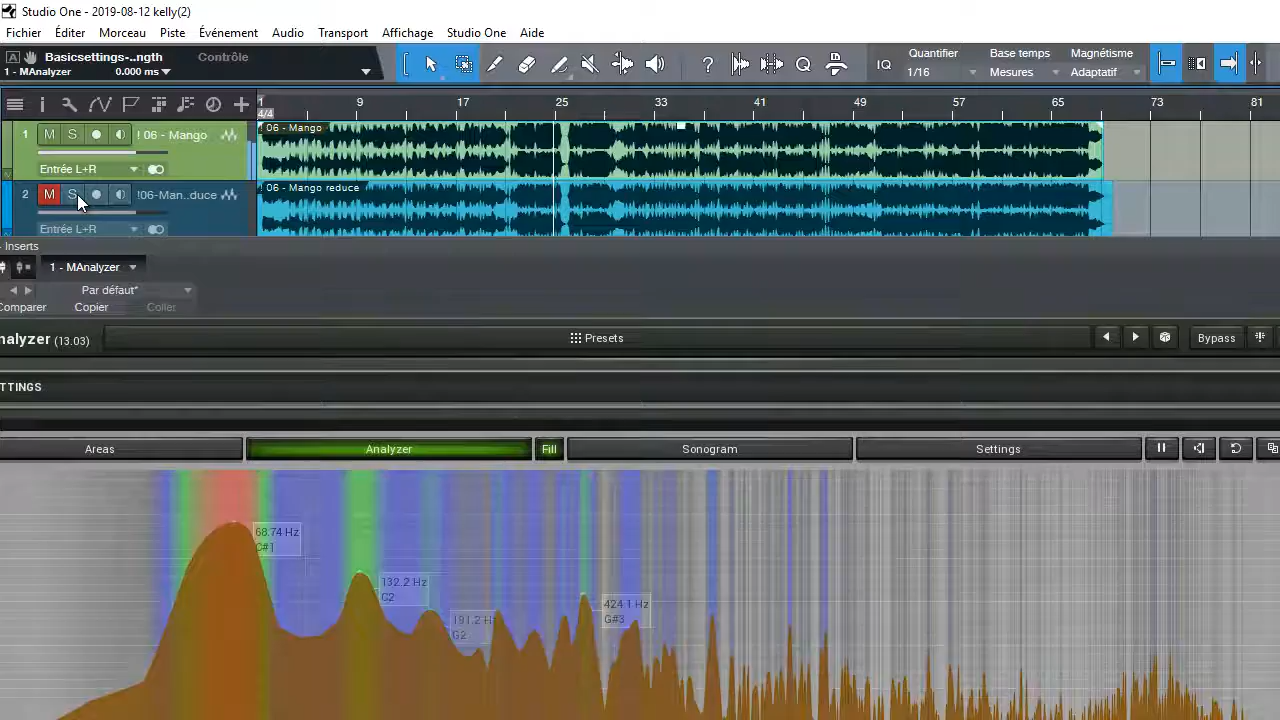 Studio One - 2019-08-12 kelly(2)
Fichier Éditer Morceau Piste Événement Audio Transport Affichage Studio One Aide
A Basicsettings-..ngth Contrôle
1 - MAnalyzer 0.000 ms
IQ Quantifier Base temps Magnétisme
1/16 Mesures Adaptatif
1 9 17 25 33 41 49 57 65 73 81
4/4
1 M S ! 06 - Mango 06 - Mango
Entrée L+R
2 M S !06-Man..duce 06 - Mango reduce
Entrée L+R
Inserts
1 - MAnalyzer
Par défaut*
Comparer Copier Coller
nalyzer (13.03) Presets Bypass
TTINGS
Areas Analyzer Fill Sonogram Settings
68.74 Hz
C#1
132.2 Hz
C2
191.2 Hz
G2
424.1 Hz
G#3